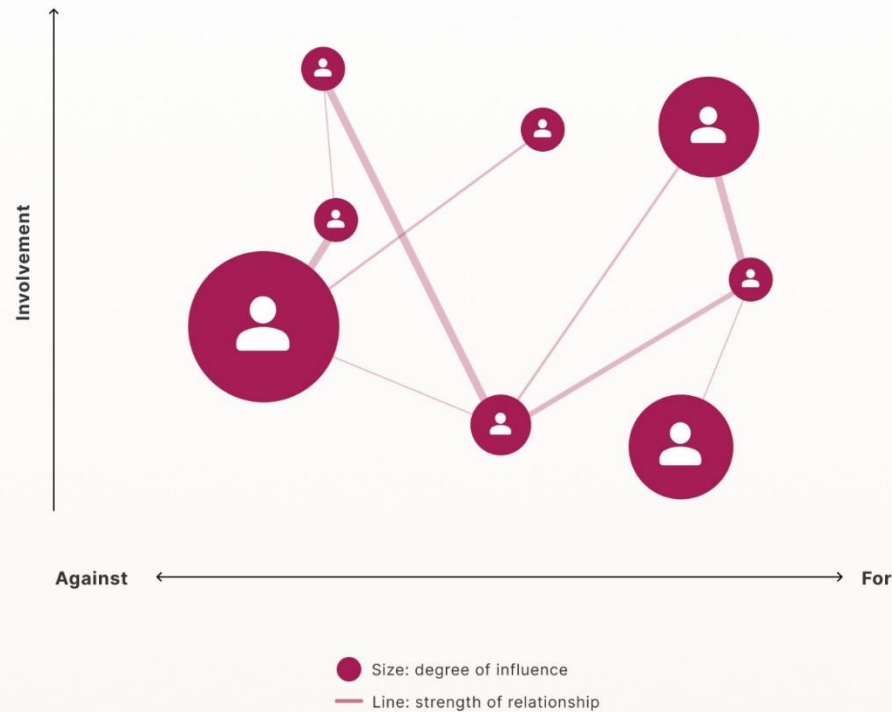 Involvement
Against
For
Size: degree of influence
Line: strength of relationship